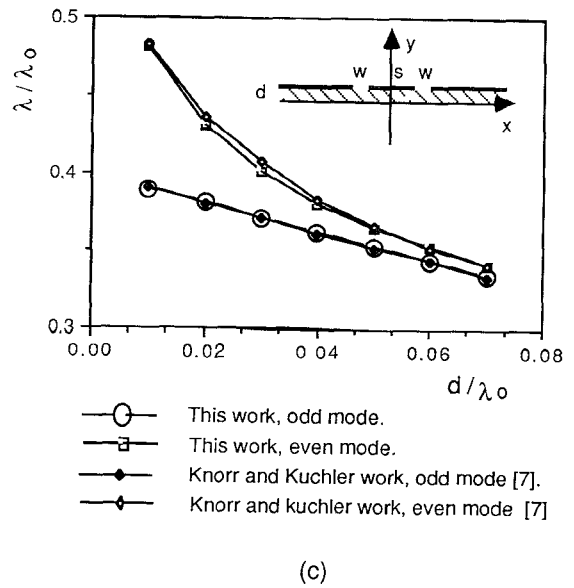 0.5
λ/λo
y
w s w
d
x
0.4
0.3
0.00 0.02 0.04 0.06 0.08
d/λo
This work, odd mode.
This work, even mode.
Knorr and Kuchler work, odd mode [7].
Knorr and kuchler work, even mode [7]
(c)